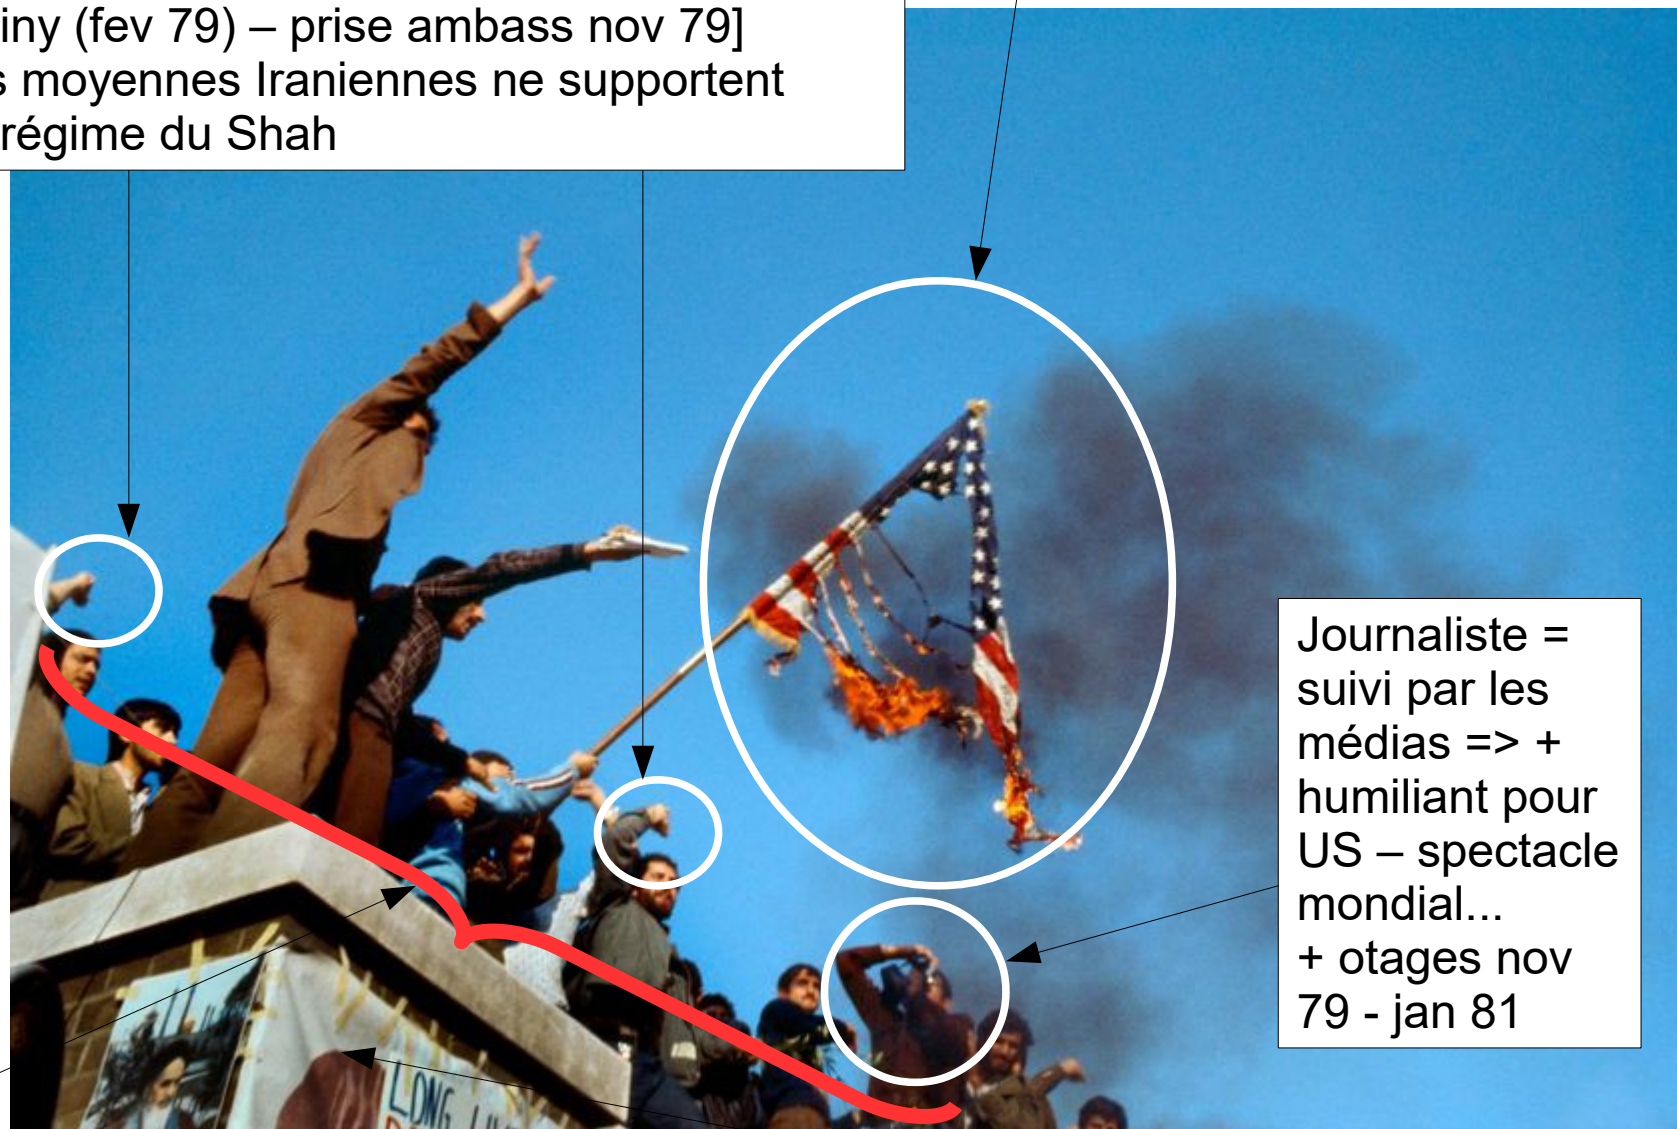 iny (fev 79) – prise ambass nov 79]
s moyennes Iraniennes ne supportent
régime du Shah
Journaliste =
suivi par les
médias => +
humiliant pour
US – spectacle
mondial...
+ otages nov
79 - jan 81
LONG